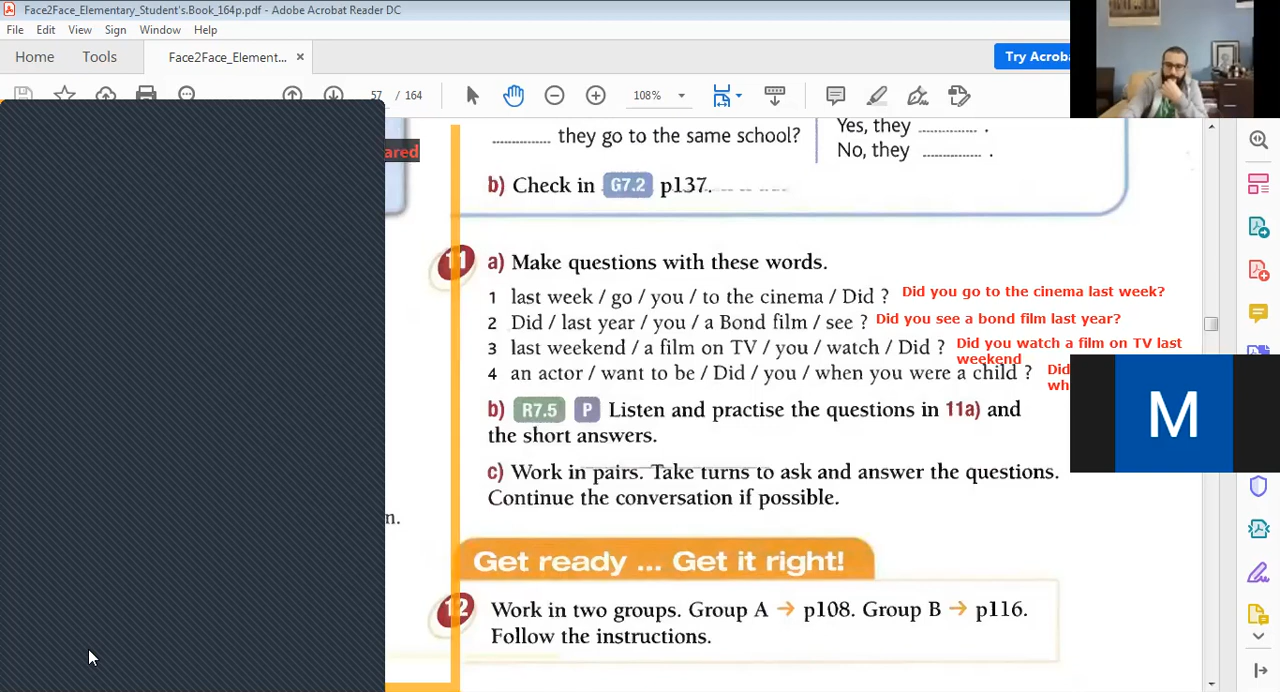 Face2Face_Elementary_Student's.Book_164p.pdf - Adobe Acrobat Reader DC
File Edit View Sign Window Help
Home Tools Face2Face_Element... × Try Acroba
57 / 164 108%
ared
............ they go to the same school?
Yes, they ............ .
No, they ............ .
b) Check in G7.2 p137.
11 a) Make questions with these words.
1 last week / go / you / to the cinema / Did ? Did you go to the cinema last week?
2 Did / last year / you / a Bond film / see ? Did you see a bond film last year?
3 last weekend / a film on TV / you / watch / Did ? Did you watch a film on TV last
weekend
4 an actor / want to be / Did / you / when you were a child ? Did
wh
b) R7.5 P Listen and practise the questions in 11a) and
the short answers.
M
c) Work in pairs. Take turns to ask and answer the questions.
Continue the conversation if possible.
n.
Get ready ... Get it right!
12 Work in two groups. Group A → p108. Group B → p116.
Follow the instructions.